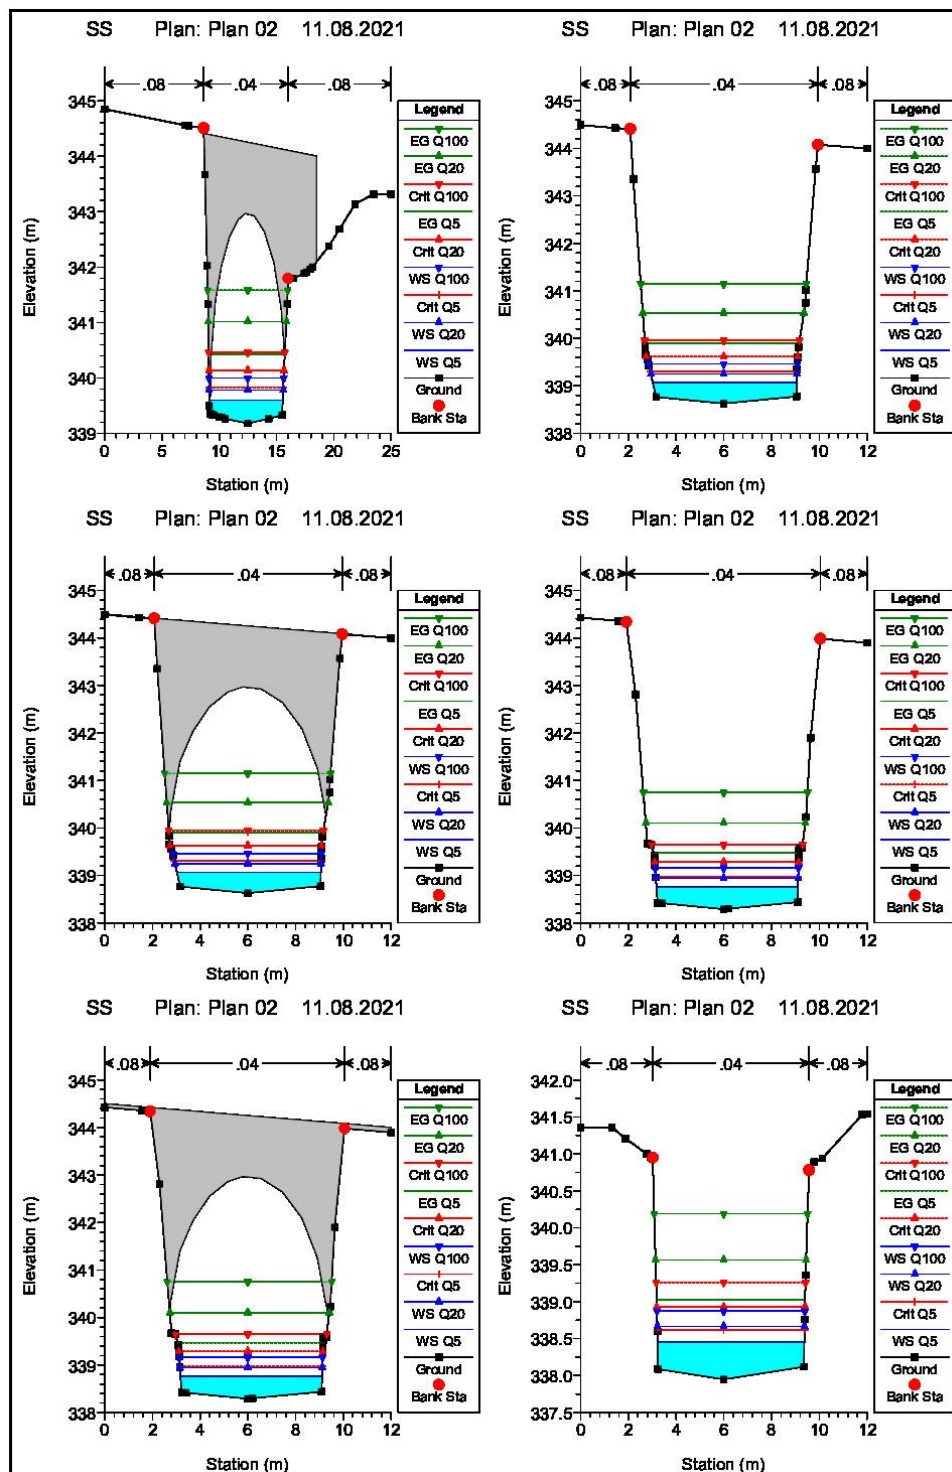 SS Plan: Plan 02 11.08.2021
.08 .04 .08
Elevation (m)
345
344
343
342
341
340
339
0 5 10 15 20 25
Station (m)
Legend
EG Q100
EG Q20
Crit Q100
EG Q5
Crit Q20
WS Q100
Crit Q5
WS Q20
WS Q5
Ground
Bank Sta
SS Plan: Plan 02 11.08.2021
.08 .04 .08
Elevation (m)
345
344
343
342
341
340
339
338
0 2 4 6 8 10 12
Station (m)
Legend
EG Q100
EG Q20
Crit Q100
EG Q5
Crit Q20
WS Q100
Crit Q5
WS Q20
WS Q5
Ground
Bank Sta
SS Plan: Plan 02 11.08.2021
.08 .04 .08
Elevation (m)
345
344
343
342
341
340
339
338
0 2 4 6 8 10 12
Station (m)
Legend
EG Q100
EG Q20
Crit Q100
EG Q5
Crit Q20
WS Q100
Crit Q5
WS Q20
WS Q5
Ground
Bank Sta
SS Plan: Plan 02 11.08.2021
.08 .04 .08
Elevation (m)
345
344
343
342
341
340
339
338
0 2 4 6 8 10 12
Station (m)
Legend
EG Q100
EG Q20
Crit Q100
EG Q5
Crit Q20
WS Q100
Crit Q5
WS Q20
WS Q5
Ground
Bank Sta
SS Plan: Plan 02 11.08.2021
.08 .04 .08
Elevation (m)
345
344
343
342
341
340
339
338
0 2 4 6 8 10 12
Station (m)
Legend
EG Q100
EG Q20
Crit Q100
EG Q5
Crit Q20
WS Q100
Crit Q5
WS Q20
WS Q5
Ground
Bank Sta
SS Plan: Plan 02 11.08.2021
.08 .04 .08
Elevation (m)
342.0
341.5
341.0
340.5
340.0
339.5
339.0
338.5
338.0
337.5
0 2 4 6 8 10 12
Station (m)
Legend
EG Q100
EG Q20
Crit Q100
EG Q5
Crit Q20
WS Q100
WS Q20
Crit Q5
WS Q5
Ground
Bank Sta